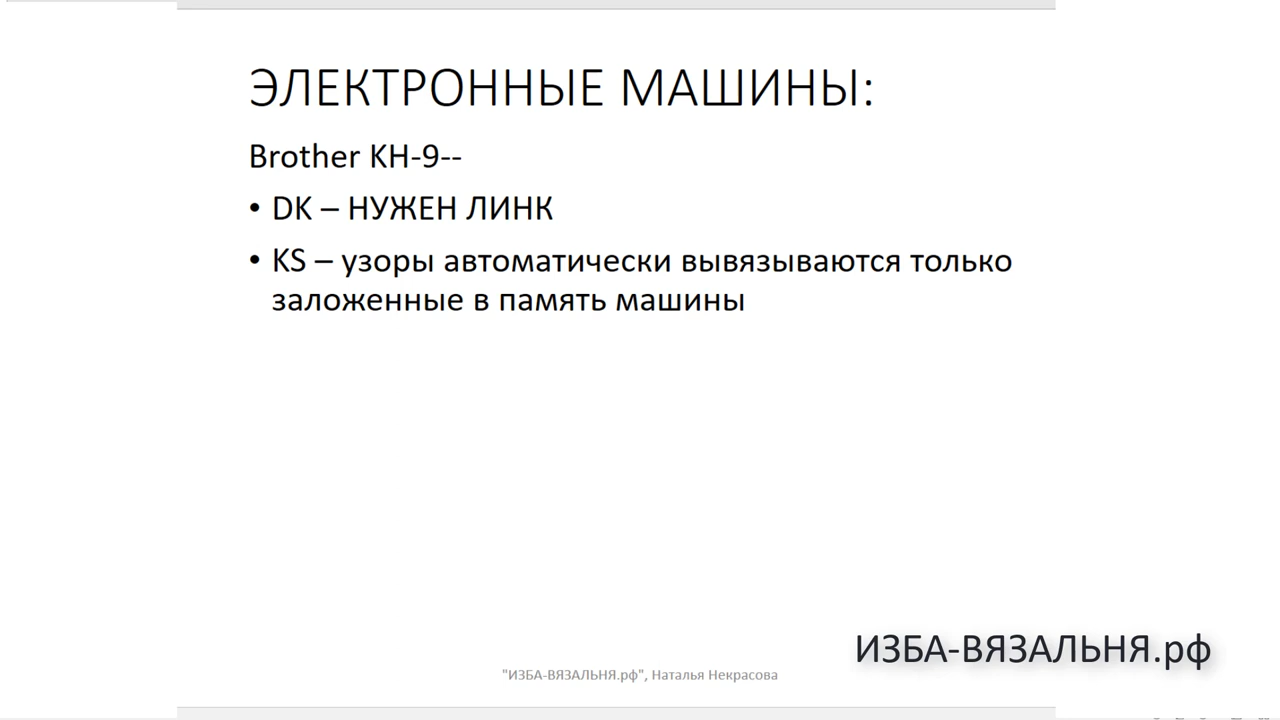 ЭЛЕКТРОННЫЕ МАШИНЫ:
Brother KH-9--
• DK – НУЖЕН ЛИНК
• KS – узоры автоматически вывязываются только
заложенные в память машины
ИЗБА-ВЯЗАЛЬНЯ.рф
"ИЗБА-ВЯЗАЛЬНЯ.рф", Наталья Некрасова